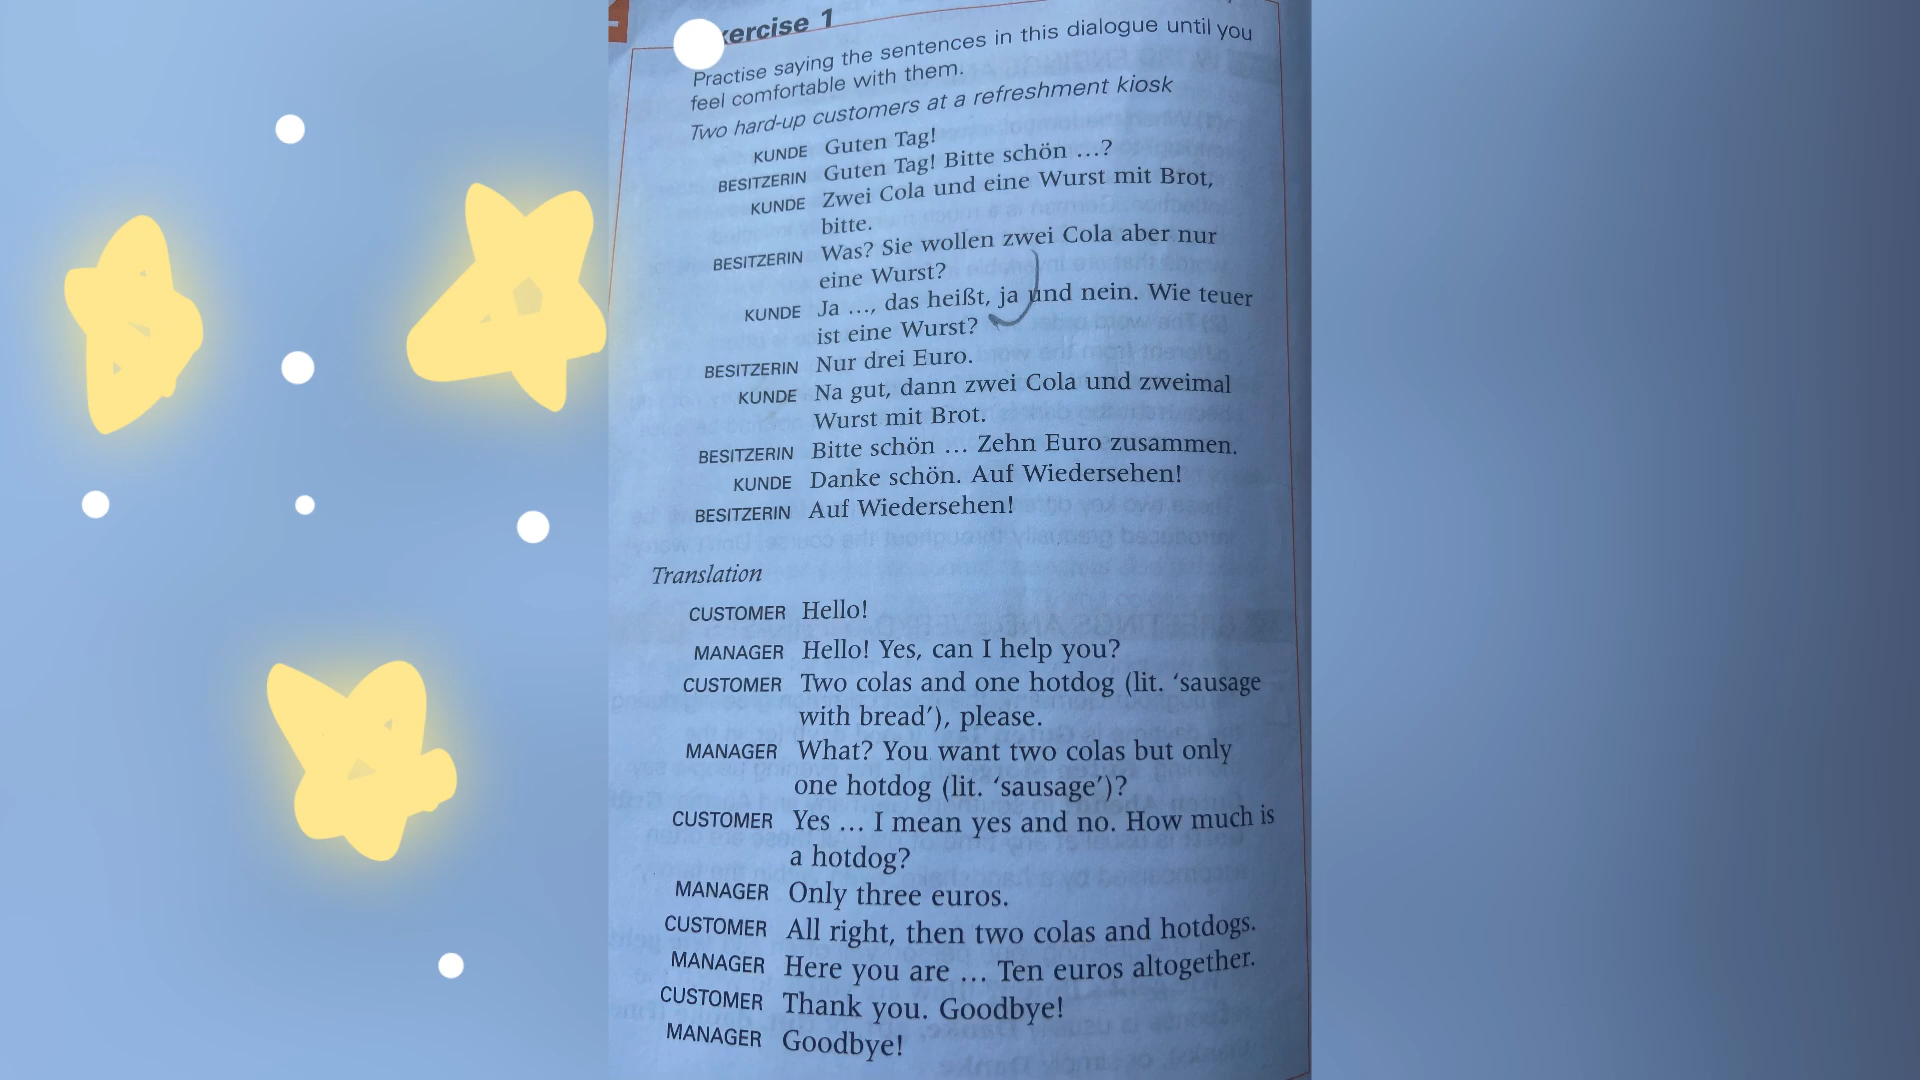 xercise 1
Practise saying the sentences in this dialogue until you
feel comfortable with them.
Two hard-up customers at a refreshment kiosk
KUNDE Guten Tag!
BESITZERIN Guten Tag! Bitte schön …?
KUNDE Zwei Cola und eine Wurst mit Brot,
bitte.
BESITZERIN Was? Sie wollen zwei Cola aber nur
eine Wurst?
KUNDE Ja …, das heißt, ja und nein. Wie teuer
ist eine Wurst?
BESITZERIN Nur drei Euro.
KUNDE Na gut, dann zwei Cola und zweimal
Wurst mit Brot.
BESITZERIN Bitte schön … Zehn Euro zusammen.
KUNDE Danke schön. Auf Wiedersehen!
BESITZERIN Auf Wiedersehen!
Translation
CUSTOMER Hello!
MANAGER Hello! Yes, can I help you?
CUSTOMER Two colas and one hotdog (lit. ‘sausage
with bread’), please.
MANAGER What? You want two colas but only
one hotdog (lit. ‘sausage’)?
CUSTOMER Yes … I mean yes and no. How much is
a hotdog?
MANAGER Only three euros.
CUSTOMER All right, then two colas and hotdogs.
MANAGER Here you are … Ten euros altogether.
CUSTOMER Thank you. Goodbye!
MANAGER Goodbye!